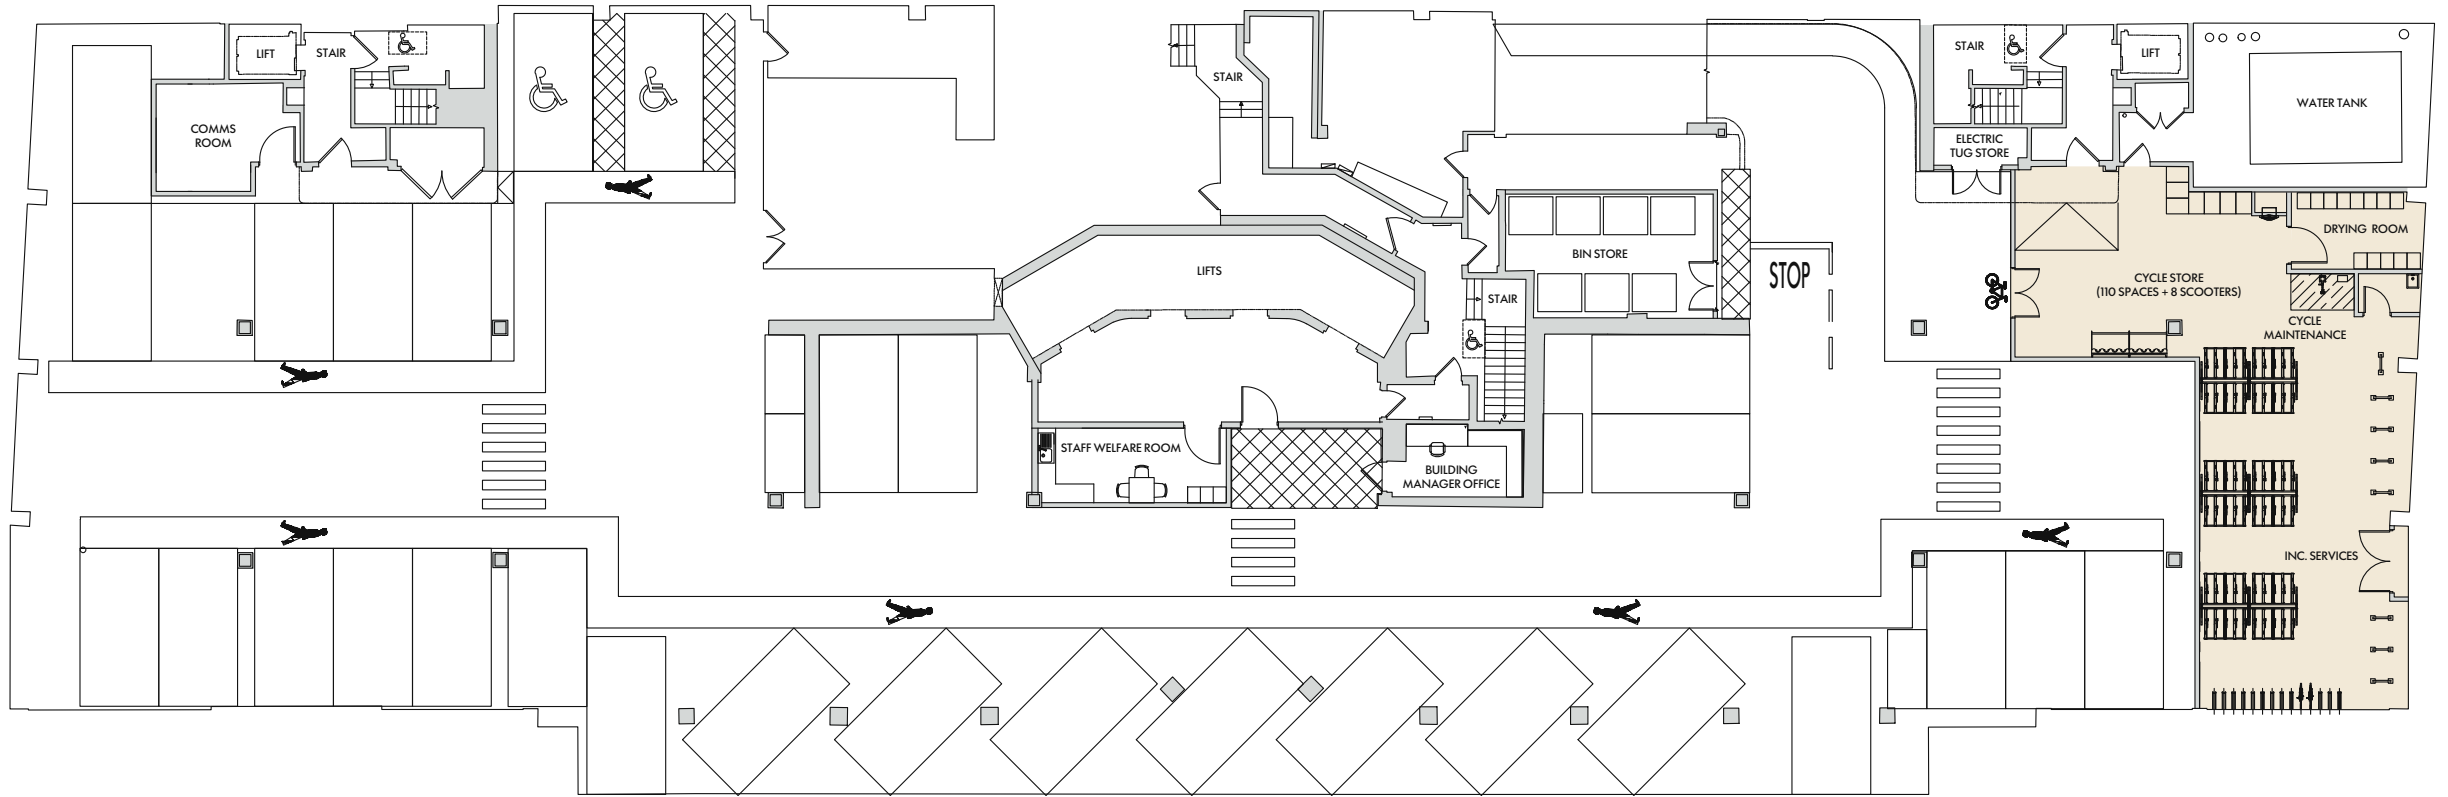 LIFT
STAIR
COMMS
ROOM
STAIR
LIFTS
BIN STORE
STAIR
STOP
STAFF WELFARE ROOM
BUILDING
MANAGER OFFICE
STAIR
LIFT
WATER TANK
ELECTRIC
TUG STORE
DRYING ROOM
CYCLE STORE
(110 SPACES + 8 SCOOTERS)
CYCLE
MAINTENANCE
INC. SERVICES